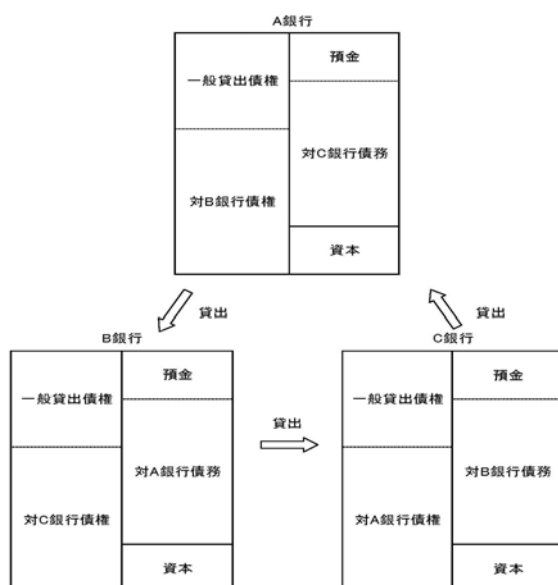 A銀行
預金
一般貸出債権
対C銀行債務
対B銀行債権
資本
貸出
貸出
B銀行
C銀行
預金
一般貸出債権
対A銀行債務
対C銀行債権
資本
貸出
預金
一般貸出債権
対B銀行債務
対A銀行債権
資本